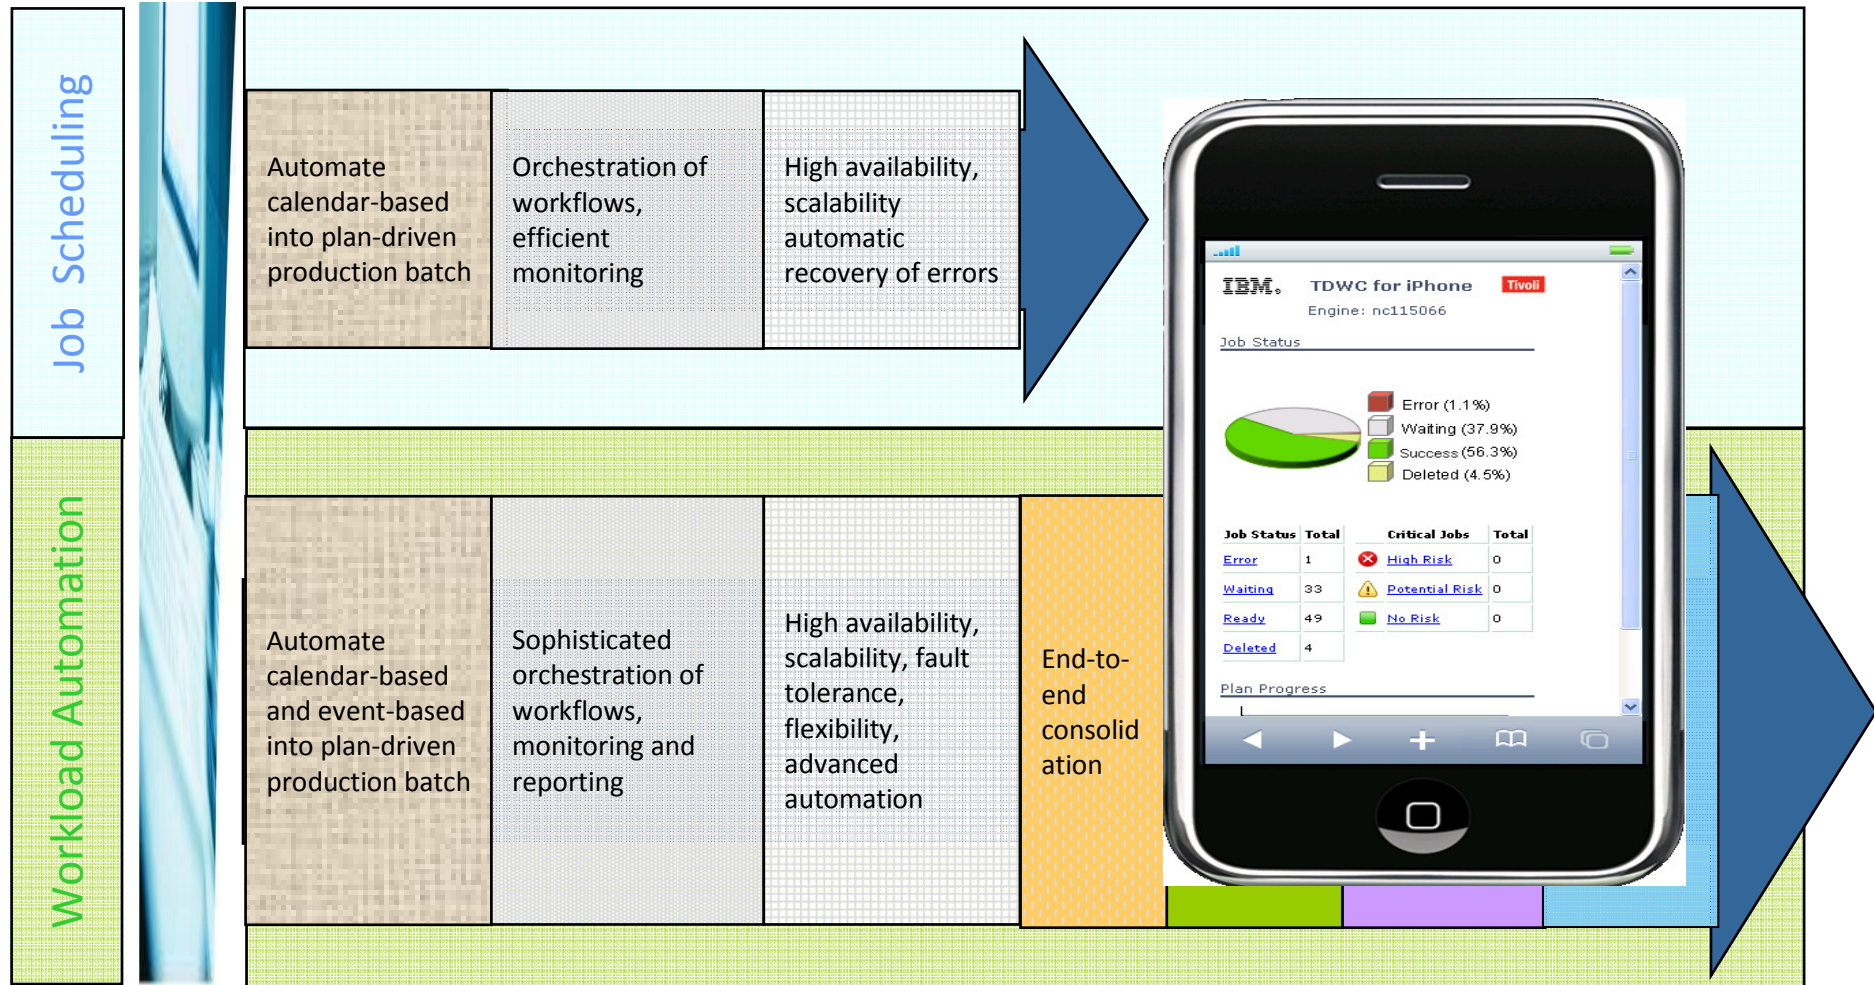 Job Scheduling
Automate
calendar-based
into plan-driven
production batch
Orchestration of
workflows,
efficient
monitoring
High availability,
scalability
automatic
recovery of errors
Workload Automation
Automate
calendar-based
and event-based
into plan-driven
production batch
Sophisticated
orchestration of
workflows,
monitoring and
reporting
High availability,
scalability, fault
tolerance,
flexibility,
advanced
automation
End-to-
end
consolid
ation
IBM. TDWC for iPhone Tivoli
Engine: nc115066
Job Status
Error (1.1%)
Waiting (37.9%)
Success (56.3%)
Deleted (4.5%)
Job Status Total Critical Jobs Total
Error 1 High Risk 0
Waiting 33 Potential Risk 0
Ready 49 No Risk 0
Deleted 4
Plan Progress